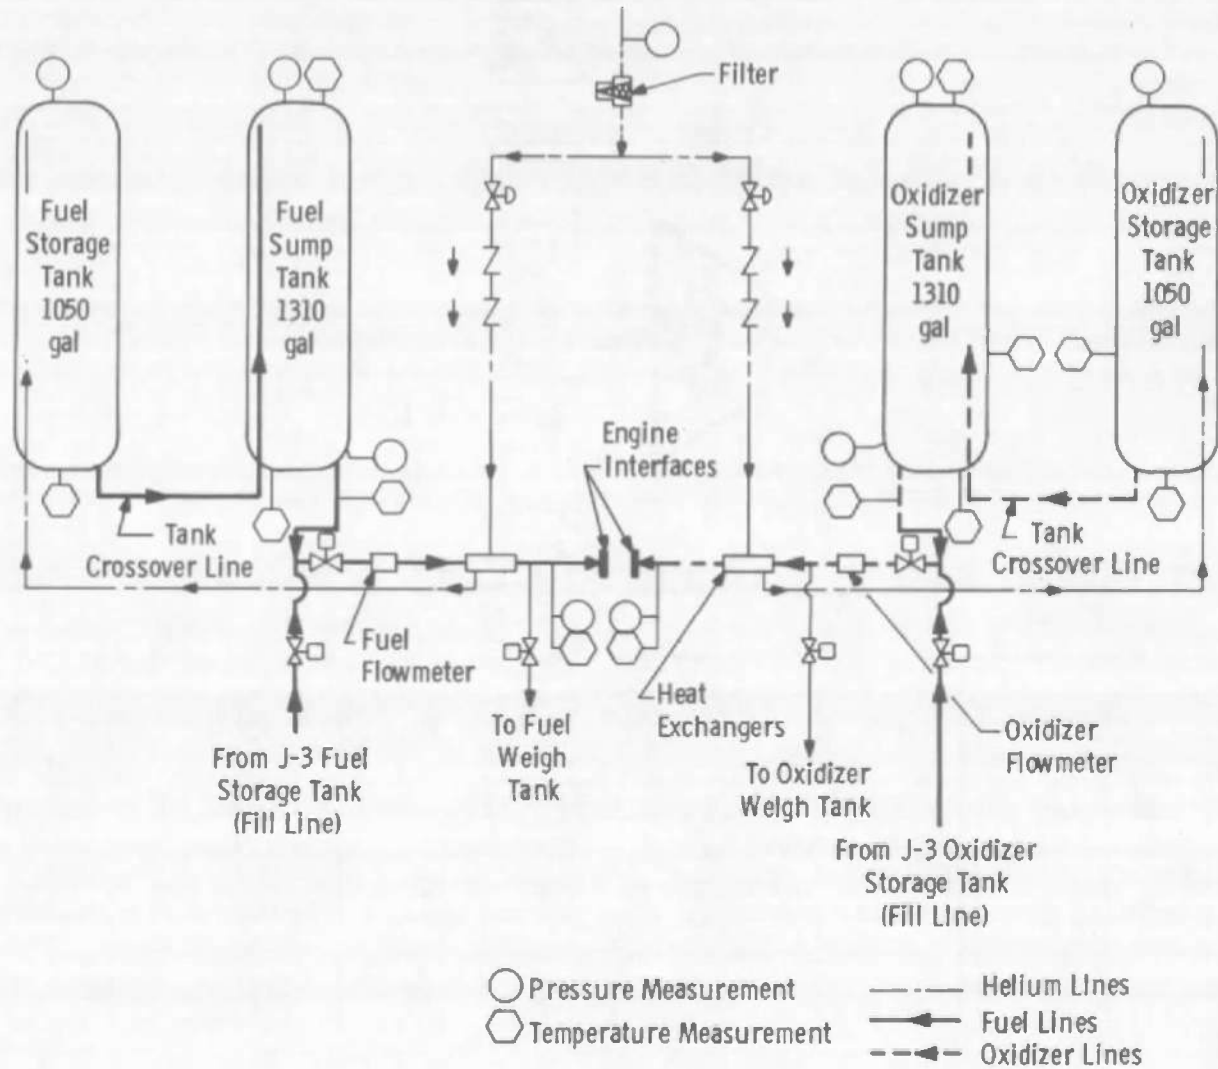 Filter
Fuel
Storage
Tank
1050
gal
Fuel
Sump
Tank
1310
gal
Oxidizer
Sump
Tank
1310
gal
Oxidizer
Storage
Tank
1050
gal
Engine
Interfaces
Tank
Crossover Line
Tank
Crossover Line
Fuel
Flowmeter
Heat
Exchangers
Oxidizer
Flowmeter
From J-3 Fuel
Storage Tank
(Fill Line)
To Fuel
Weigh
Tank
To Oxidizer
Weigh Tank
From J-3 Oxidizer
Storage Tank
(Fill Line)
Pressure Measurement
Temperature Measurement
Helium Lines
Fuel Lines
Oxidizer Lines